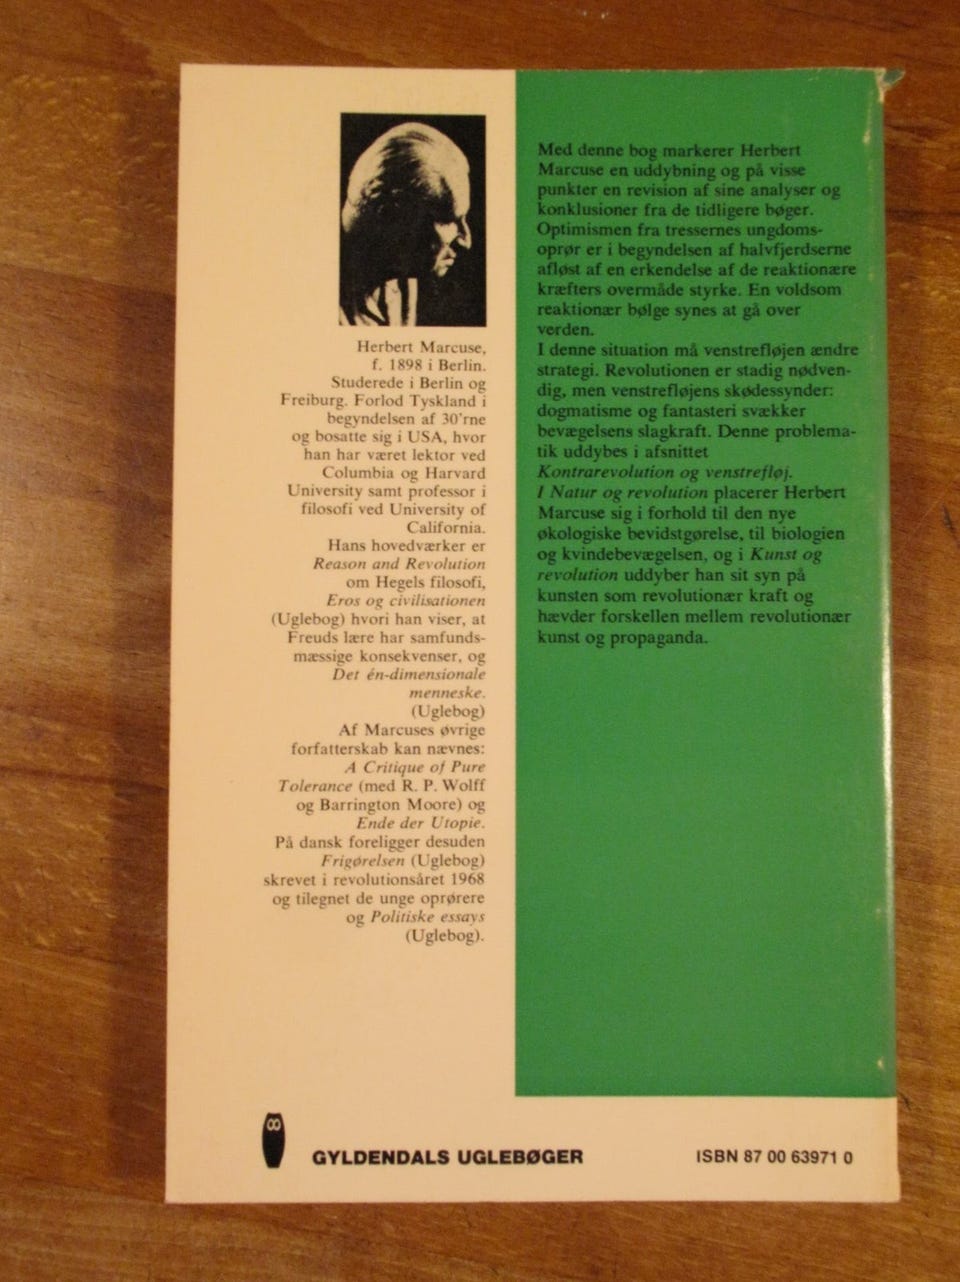 Herbert Marcuse,
f. 1898 i Berlin.
Studerede i Berlin og
Freiburg. Forlod Tyskland i
begyndelsen af 30'rne
og bosatte sig i USA, hvor
han har været lektor ved
Columbia og Harvard
University samt professor i
filosofi ved University of
California.
Hans hovedværker er
Reason and Revolution
om Hegels filosofi,
Eros og civilisationen
(Uglebog) hvori han viser, at
Freuds lære har samfunds-
mæssige konsekvenser, og
Det én-dimensionale
menneske.
(Uglebog)
Af Marcuses øvrige
forfatterskab kan nævnes:
A Critique of Pure
Tolerance (med R. P. Wolff
og Barrington Moore) og
Ende der Utopie.
På dansk foreligger desuden
Frigørelsen (Uglebog)
skrevet i revolutionsåret 1968
og tilegnet de unge oprørere
og Politiske essays
(Uglebog).
Med denne bog markerer Herbert
Marcuse en uddybning og på visse
punkter en revision af sine analyser og
konklusioner fra de tidligere bøger.
Optimismen fra tressernes ungdoms-
oprør er i begyndelsen af halvfjerdserne
afløst af en erkendelse af de reaktionære
kræfters overmåde styrke. En voldsom
reaktionær bølge synes at gå over
verden.
I denne situation må venstrefløjen ændre
strategi. Revolutionen er stadig nødven-
dig, men venstrefløjens skødessynder:
dogmatisme og fantasteri svækker
bevægelsens slagkraft. Denne problema-
tik uddybes i afsnittet
Kontrarevolution og venstrefløj.
I Natur og revolution placerer Herbert
Marcuse sig i forhold til den nye
økologiske bevidstgørelse, til biologien
og kvindebevægelsen, og i Kunst og
revolution uddyber han sit syn på
kunsten som revolutionær kraft og
hævder forskellen mellem revolutionær
kunst og propaganda.
GYLDENDALS UGLEBØGER
ISBN 87 00 63971 0